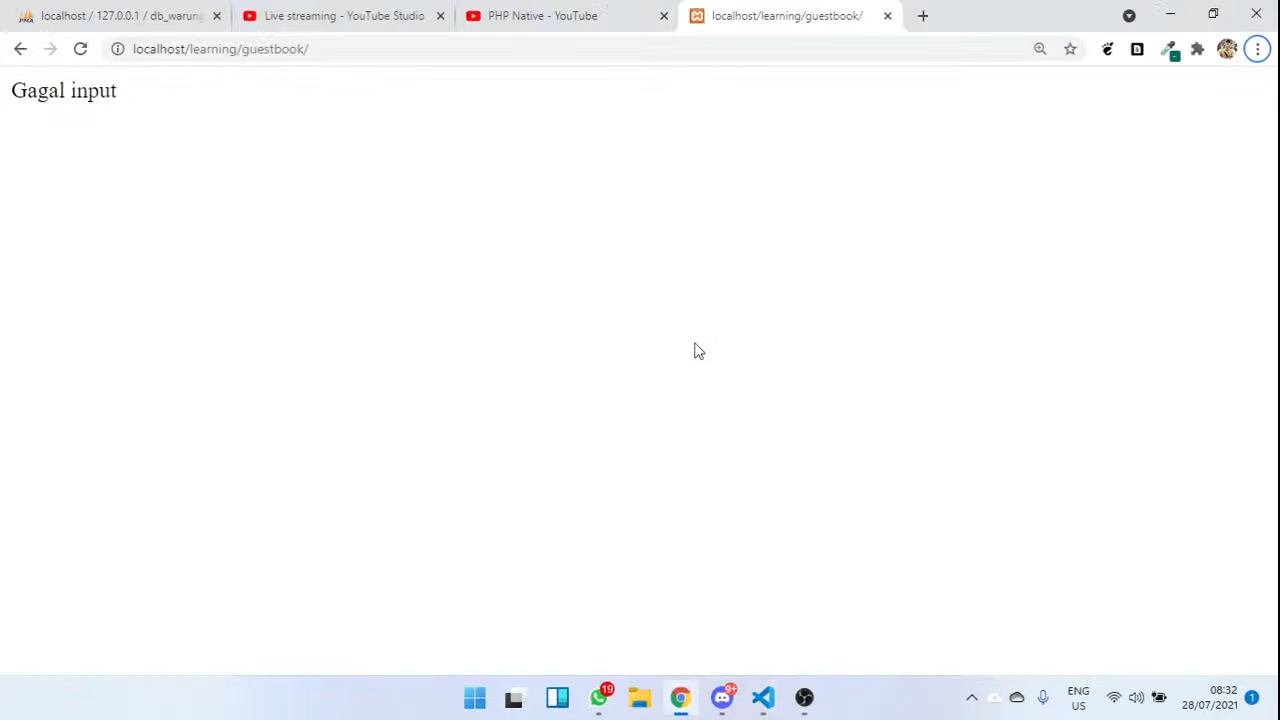 localhost / 127.0.0.1 / db_warung
Live streaming - YouTube Studio
PHP Native - YouTube
localhost/learning/guestbook/
localhost/learning/guestbook/
Gagal input
19
9+
ENG
US
08:32
28/07/2021
1